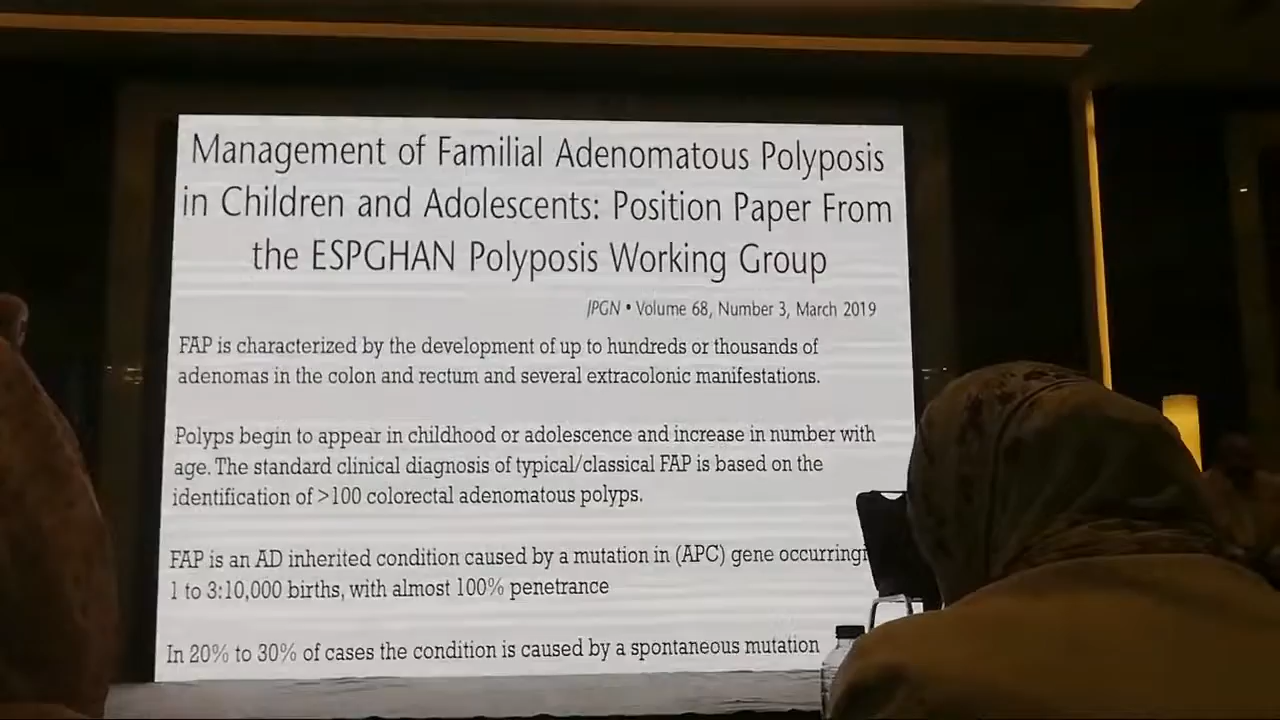 Management of Familial Adenomatous Polyposis
in Children and Adolescents: Position Paper From
the ESPGHAN Polyposis Working Group
JPGN • Volume 68, Number 3, March 2019
FAP is characterized by the development of up to hundreds or thousands of
adenomas in the colon and rectum and several extracolonic manifestations.
Polyps begin to appear in childhood or adolescence and increase in number with
age. The standard clinical diagnosis of typical/classical FAP is based on the
identification of >100 colorectal adenomatous polyps.
FAP is an AD inherited condition caused by a mutation in (APC) gene occurring
1 to 3:10,000 births, with almost 100% penetrance
In 20% to 30% of cases the condition is caused by a spontaneous mutation